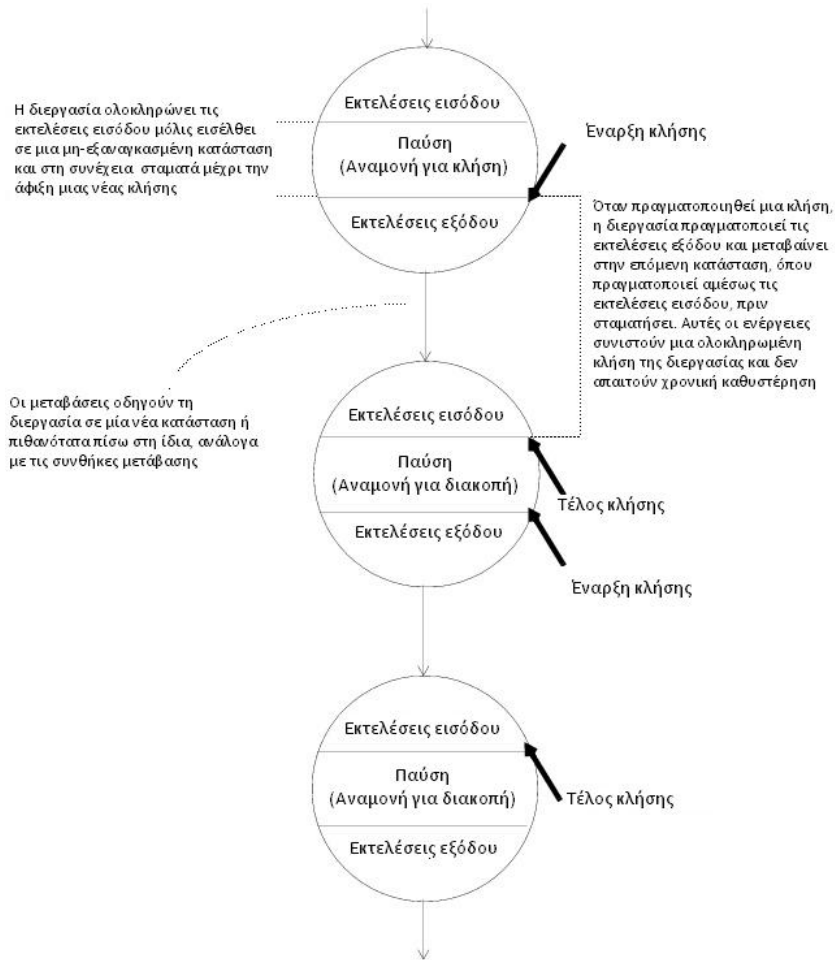 Εκτελέσεις εισόδου
Παύση
(Αναμονή για κλήση)
Εκτελέσεις εξόδου
Η διεργασία ολοκληρώνει τις
εκτελέσεις εισόδου μόλις εισέλθει
σε μια μη-εξαναγκασμένη κατάσταση
και στη συνέχεια σταματά μέχρι την
άφιξη μιας νέας κλήσης
Έναρξη κλήσης
Όταν πραγματοποιηθεί μια κλήση,
η διεργασία πραγματοποιεί τις
εκτελέσεις εξόδου και μεταβαίνει
στην επόμενη κατάσταση, όπου
πραγματοποιεί αμέσως τις
εκτελέσεις εισόδου, πριν
σταματήσει. Αυτές οι ενέργειες
συνιστούν μια ολοκληρωμένη
κλήση της διεργασίας και δεν
απαιτούν χρονική καθυστέρηση
Οι μεταβάσεις οδηγούν τη
διεργασία σε μία νέα κατάσταση ή
πιθανότατα πίσω στη ίδια, ανάλογα
με τις συνθήκες μετάβασης
Εκτελέσεις εισόδου
Παύση
(Αναμονή για διακοπή)
Εκτελέσεις εξόδου
Τέλος κλήσης
Έναρξη κλήσης
Εκτελέσεις εισόδου
Παύση
(Αναμονή για διακοπή)
Εκτελέσεις εξόδου
Τέλος κλήσης